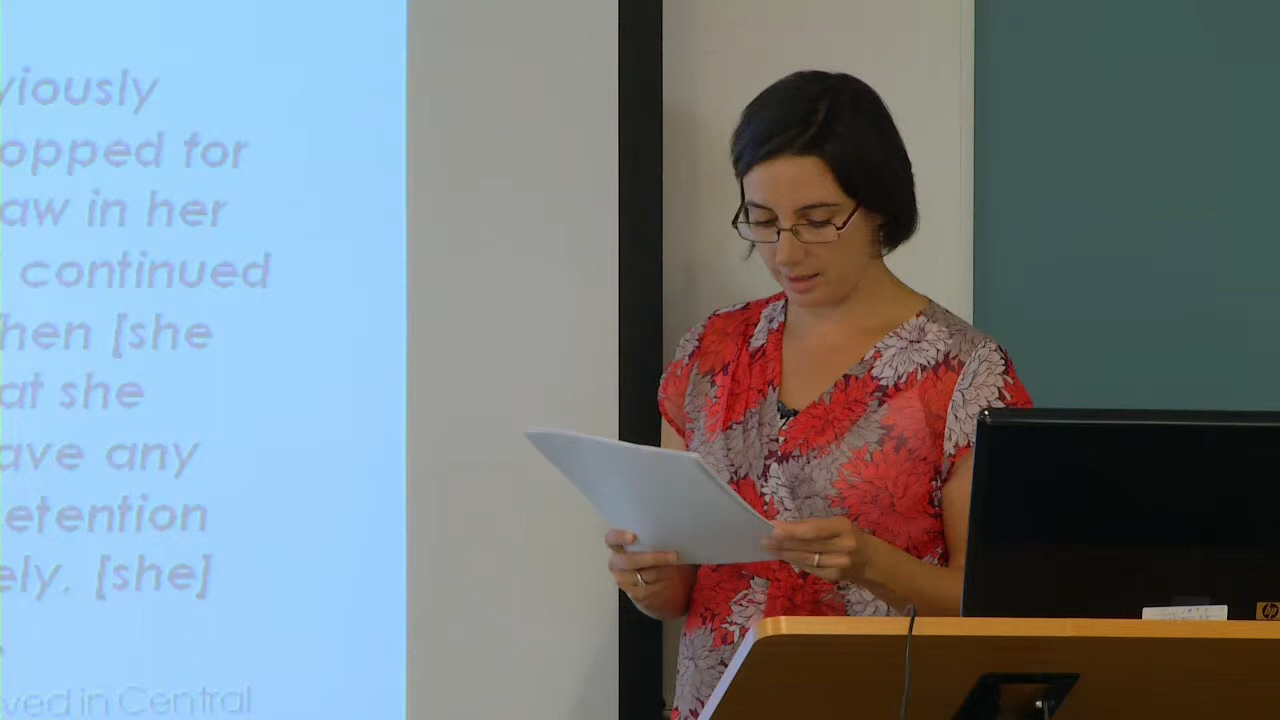 viously
opped for
aw in her
continued
hen [she
at she
ave any
etention
ely. [she]
ved in Central
hp